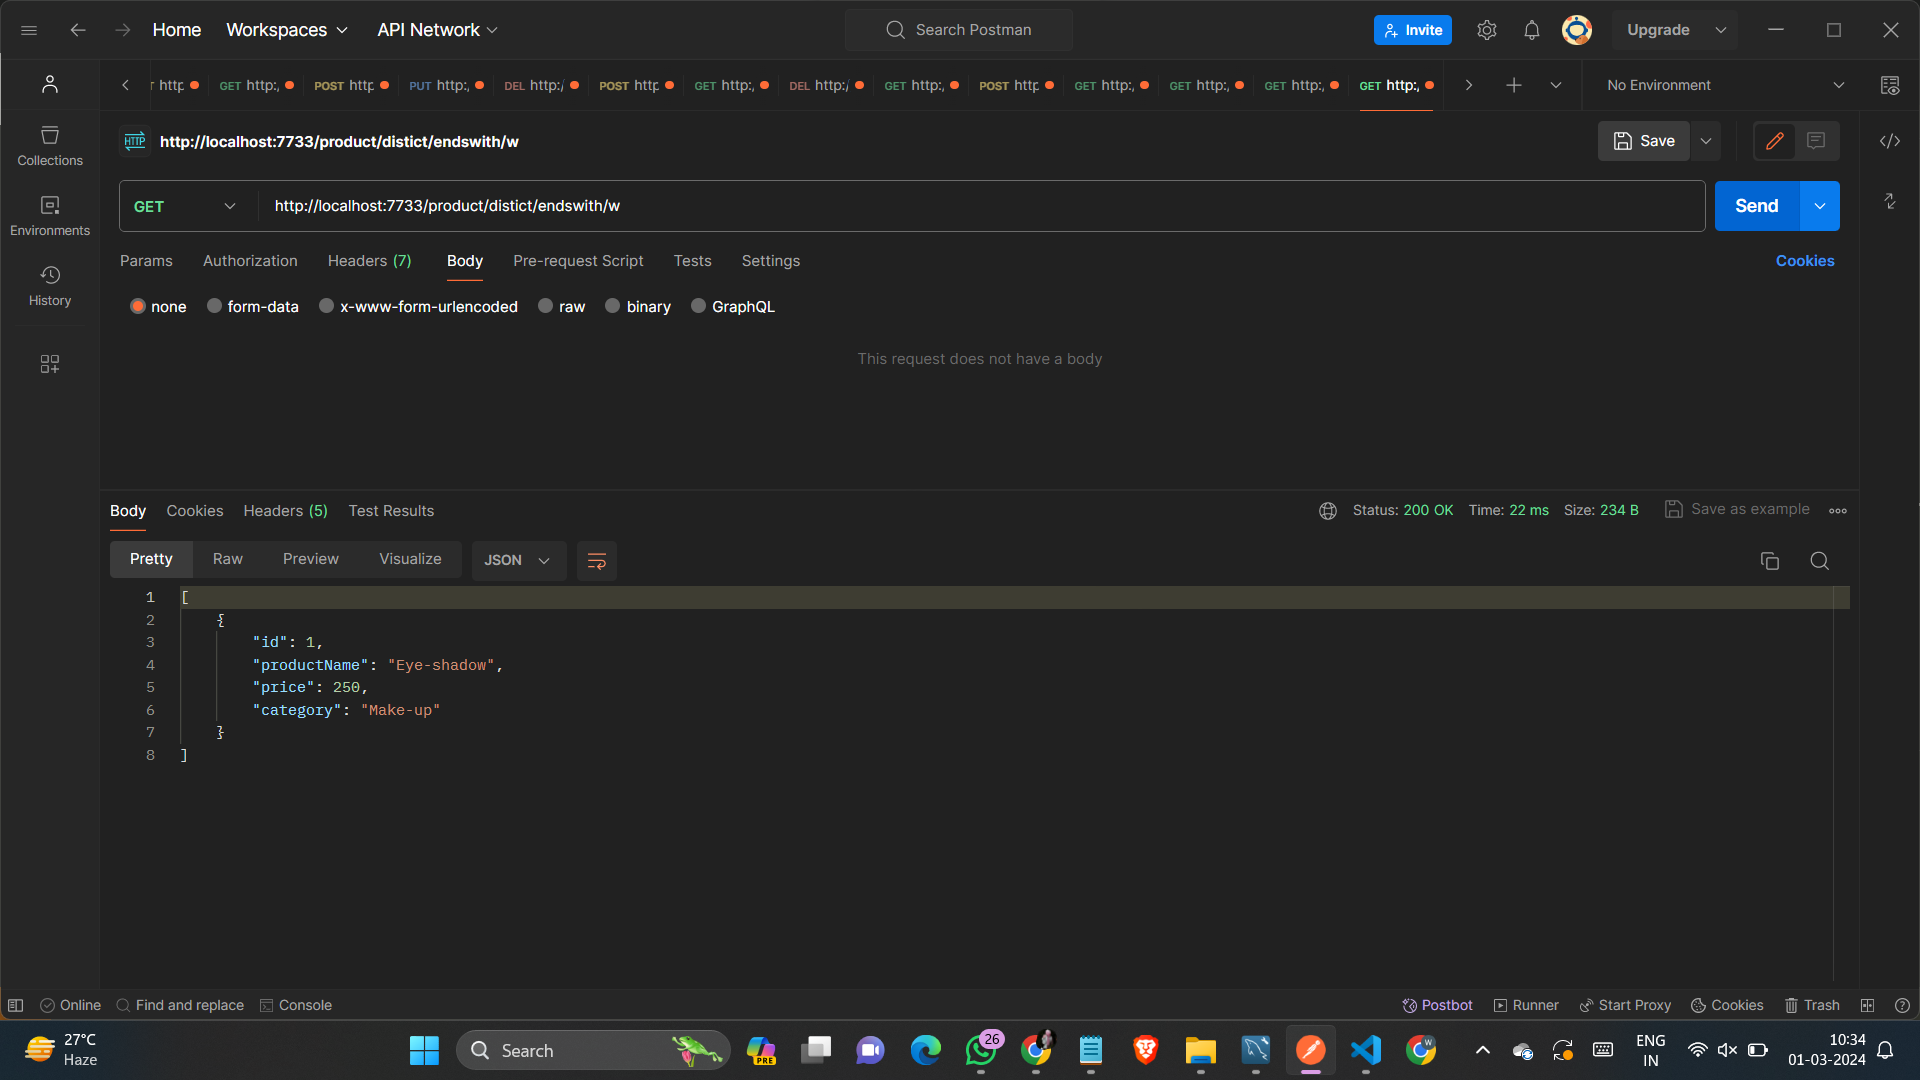 Home Workspaces API Network Search Postman Invite Upgrade
http GET http:, POST http PUT http:, DEL http:/ POST http GET http:, DEL http:/ GET http:, POST http GET http:, GET http:, GET http:, GET http:, No Environment
HTTP http://localhost:7733/product/distict/endswith/w Save
Collections
GET http://localhost:7733/product/distict/endswith/w Send
Environments
Params Authorization Headers (7) Body Pre-request Script Tests Settings Cookies
History
none form-data x-www-form-urlencoded raw binary GraphQL
This request does not have a body
Body Cookies Headers (5) Test Results Status: 200 OK Time: 22 ms Size: 234 B Save as example
Pretty Raw Preview Visualize JSON
1 [
2 {
3 "id": 1,
4 "productName": "Eye-shadow",
5 "price": 250,
6 "category": "Make-up"
7 }
8 ]
Online Find and replace Console Postbot Runner Start Proxy Cookies Trash
27°C
Haze
Search
PRE
26
W
ENG
IN
10:34
01-03-2024